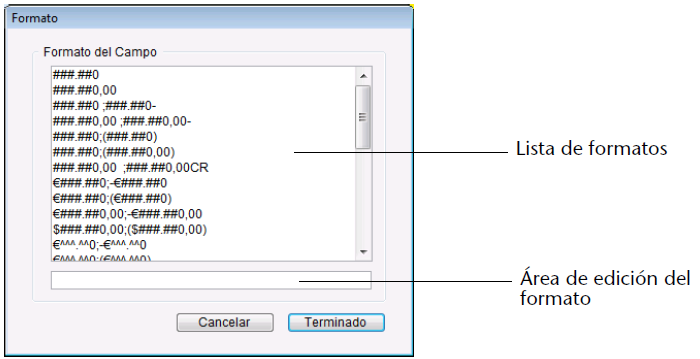 Formato
Formato del Campo
###.##0
###.##0,00
###.##0 ;###.##0-
###.##0,00 ;###.##0,00-
###.##0;(###.##0)
###.##0;(###.##0,00)
###.##0,00  ;###.##0,00CR
€###.##0;-€###.##0
€###.##0;(€###.##0)
€###.##0,00;-€###.##0,00
$###.##0,00;($###.##0,00)
€^^^.^^0;-€^^^.^^0
€^^^.^^0;(€^^^.^^0)
Lista de formatos
Área de edición del
formato
Cancelar
Terminado